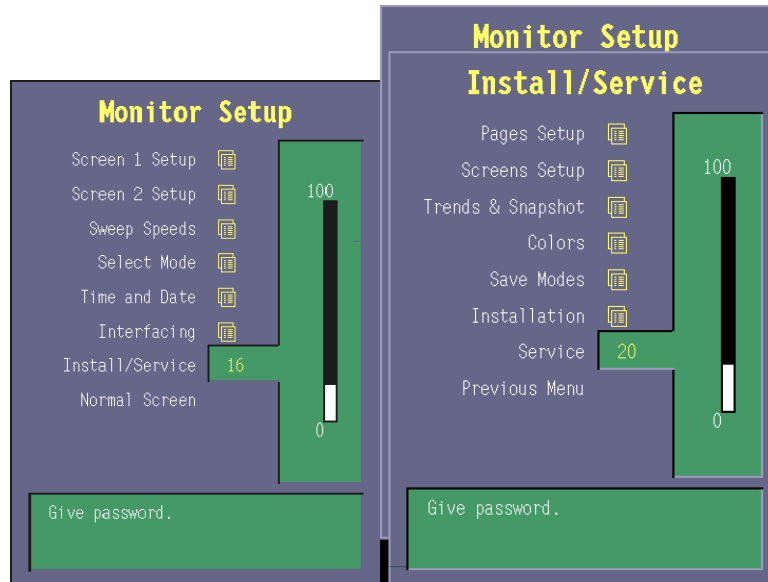 Monitor Setup
Screen 1 Setup
Screen 2 Setup
Sweep Speeds
Select Mode
Time and Date
Interfacing
Install/Service 16
Normal Screen
100
0
Give password.
Monitor Setup
Install/Service
Pages Setup
Screens Setup
Trends & Snapshot
Colors
Save Modes
Installation
Service 20
Previous Menu
100
0
Give password.